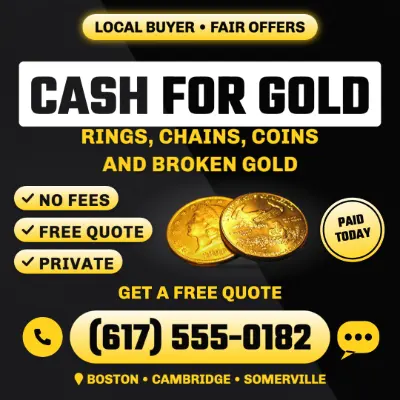 LOCAL BUYER • FAIR OFFERS
CASH FOR GOLD
RINGS, CHAINS, COINS
AND BROKEN GOLD
NO FEES
FREE QUOTE
PRIVATE
PAID
TODAY
GET A FREE QUOTE
(617) 555-0182
BOSTON • CAMBRIDGE • SOMERVILLE